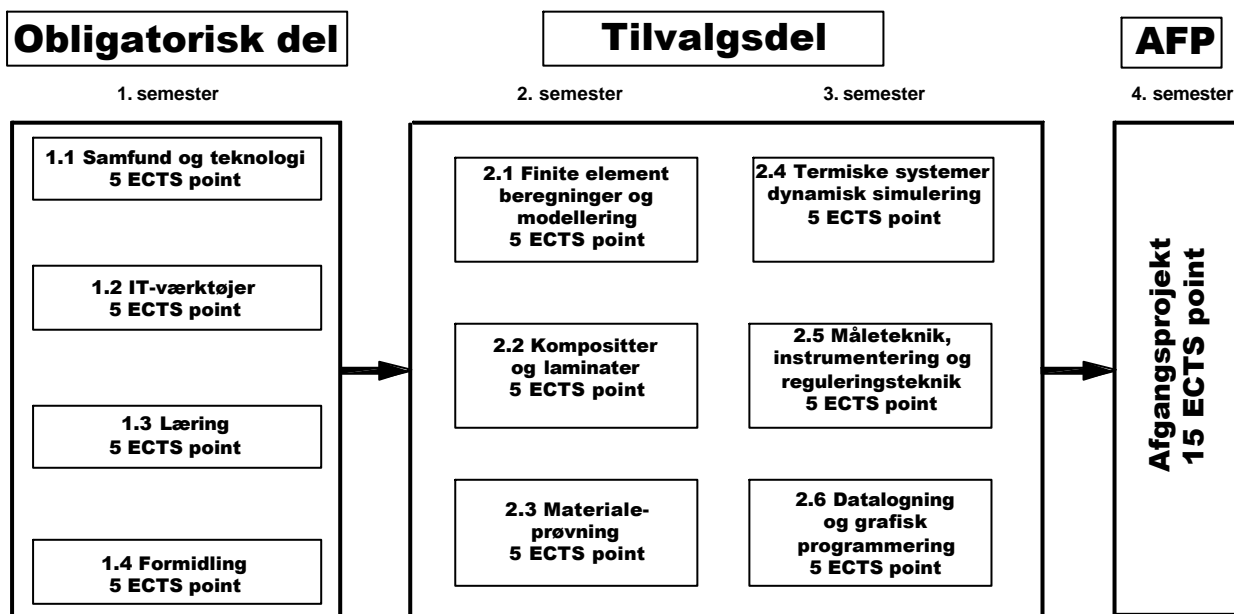 Obligatorisk del
1. semester
1.1 Samfund og teknologi
5 ECTS point
1.2 IT-værktøjer
5 ECTS point
1.3 Læring
5 ECTS point
1.4 Formidling
5 ECTS point
Tilvalgsdel
2. semester
2.1 Finite element
beregninger og
modellering
5 ECTS point
2.2 Kompositter
og laminater
5 ECTS point
2.3 Materiale-
prøvning
5 ECTS point
3. semester
2.4 Termiske systemer
dynamisk simulering
5 ECTS point
2.5 Måleteknik,
instrumentering og
reguleringsteknik
5 ECTS point
2.6 Datalogning
og grafisk
programmering
5 ECTS point
AFP
4. semester
Afgangsprojekt
15 ECTS point